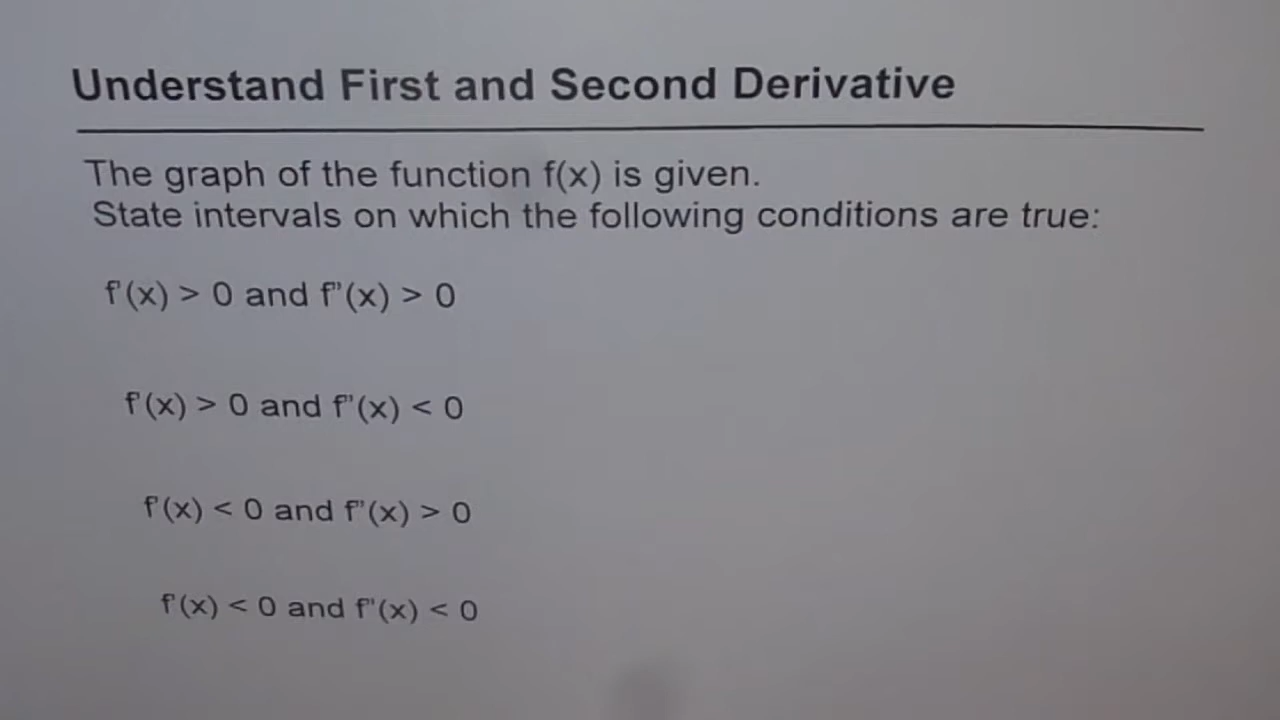 Understand First and Second Derivative
The graph of the function f(x) is given.
State intervals on which the following conditions are true:
f'(x) > 0 and f''(x) > 0
f'(x) > 0 and f''(x) < 0
f'(x) < 0 and f''(x) > 0
f'(x) < 0 and f''(x) < 0